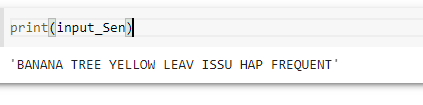 print(input_Sen)
'BANANA TREE YELLOW LEAV ISSU HAP FREQUENT'